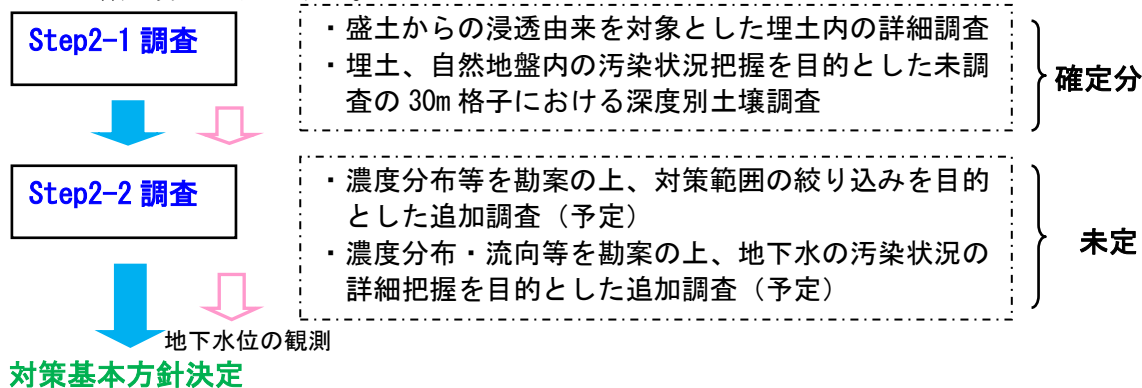 Step2-1 調査
・盛土からの浸透由来を対象とした埋土内の詳細調査
・埋土、自然地盤内の汚染状況把握を目的とした未調
査の 30m 格子における深度別土壌調査
確定分
Step2-2 調査
・濃度分布等を勘案の上、対策範囲の絞り込みを目的
とした追加調査（予定）
・濃度分布・流向等を勘案の上、地下水の汚染状況の
詳細把握を目的とした追加調査（予定）
未定
地下水位の観測
対策基本方針決定